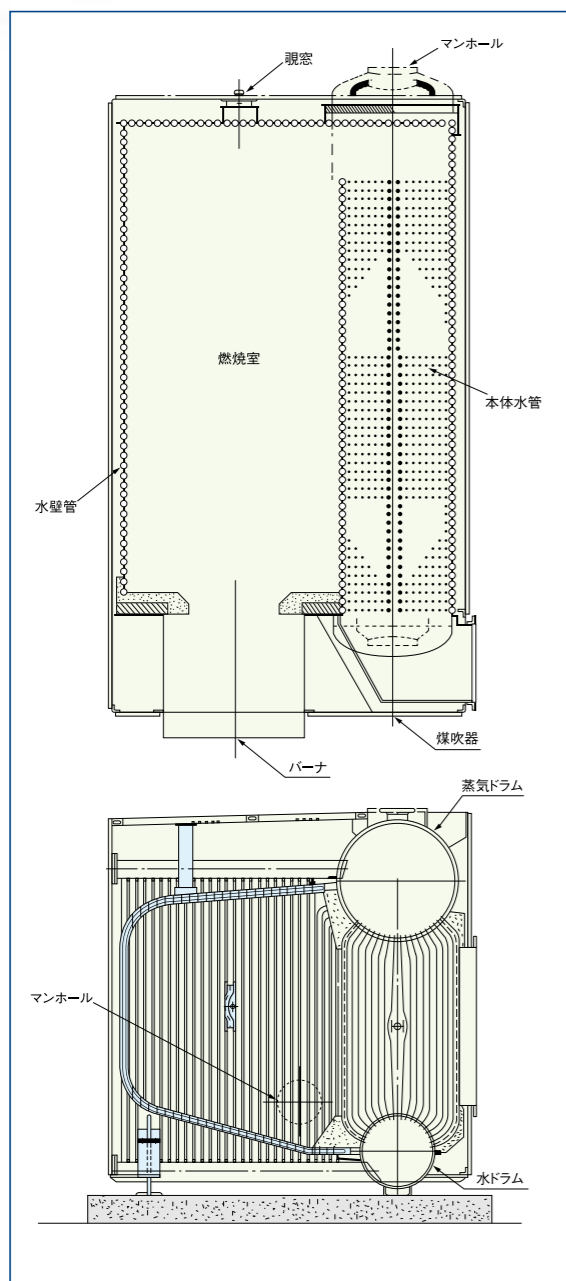 覗窓
マンホール
燃焼室
本体水管
水壁管
煤吹器
バーナ
蒸気ドラム
マンホール
水ドラム